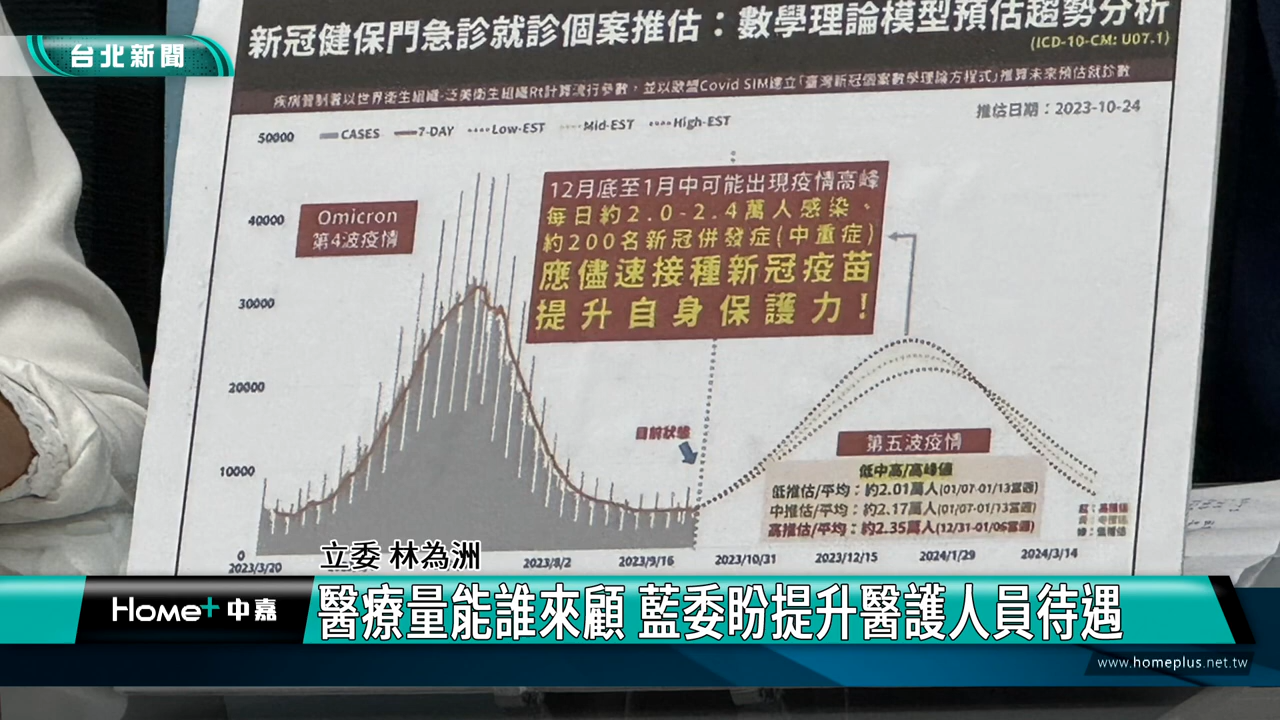 台北新聞
新冠健保門急診就診個案推估：數學理論模型預估趨勢分析
(ICD-10-CM: U07.1)
疾病管制署以世界衛生組織-泛美衛生組織Rt計算流行參數，並以歐盟Covid SIM建立「臺灣新冠個案數學理論方程式」推算未來預估就診數
推估日期：2023-10-24
50000
CASES 7-DAY Low-EST Mid-EST High-EST
40000
30000
20000
10000
0
Omicron
第4波疫情
12月底至1月中可能出現疫情高峰
每日約2.0-2.4萬人感染、
約200名新冠併發症(中重症)
應儘速接種新冠疫苗
提升自身保護力！
目前狀態
第五波疫情
低中高/高峰值
低推估/平均：約2.01萬人(01/07-01/13當週)
中推估/平均：約2.17萬人(01/07-01/13當週)
高推估/平均：約2.35萬人(12/31-01/06當週)
2023/3/20 2023/8/2 2023/9/16 2023/10/31 2023/12/15 2024/1/29 2024/3/14
立委 林為洲
Home+中嘉
醫療量能誰來顧 藍委盼提升醫護人員待遇
www.homeplus.net.tw